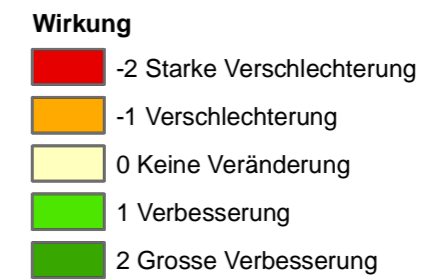 Wirkung
-2 Starke Verschlechterung
-1 Verschlechterung
0 Keine Veränderung
1 Verbesserung
2 Grosse Verbesserung